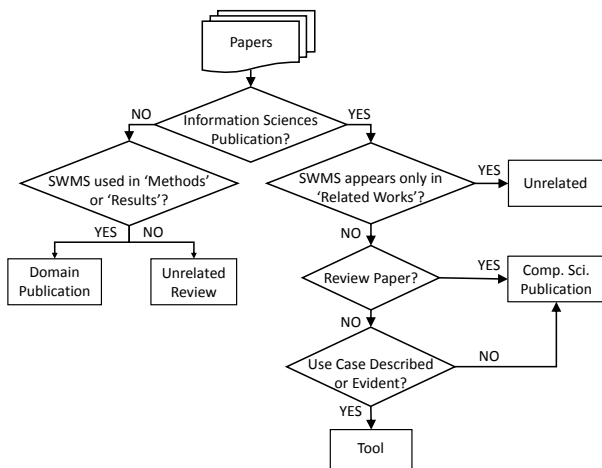 Papers
NO
YES
Information Sciences
Publication?
SWMS used in ‘Methods’
or ‘Results’?
SWMS appears only in
‘Related Works’?
YES
Unrelated
YES
NO
NO
Domain
Publication
Unrelated
Review
Review Paper?
YES
Comp. Sci.
Publication
NO
Use Case Described
or Evident?
NO
YES
Tool